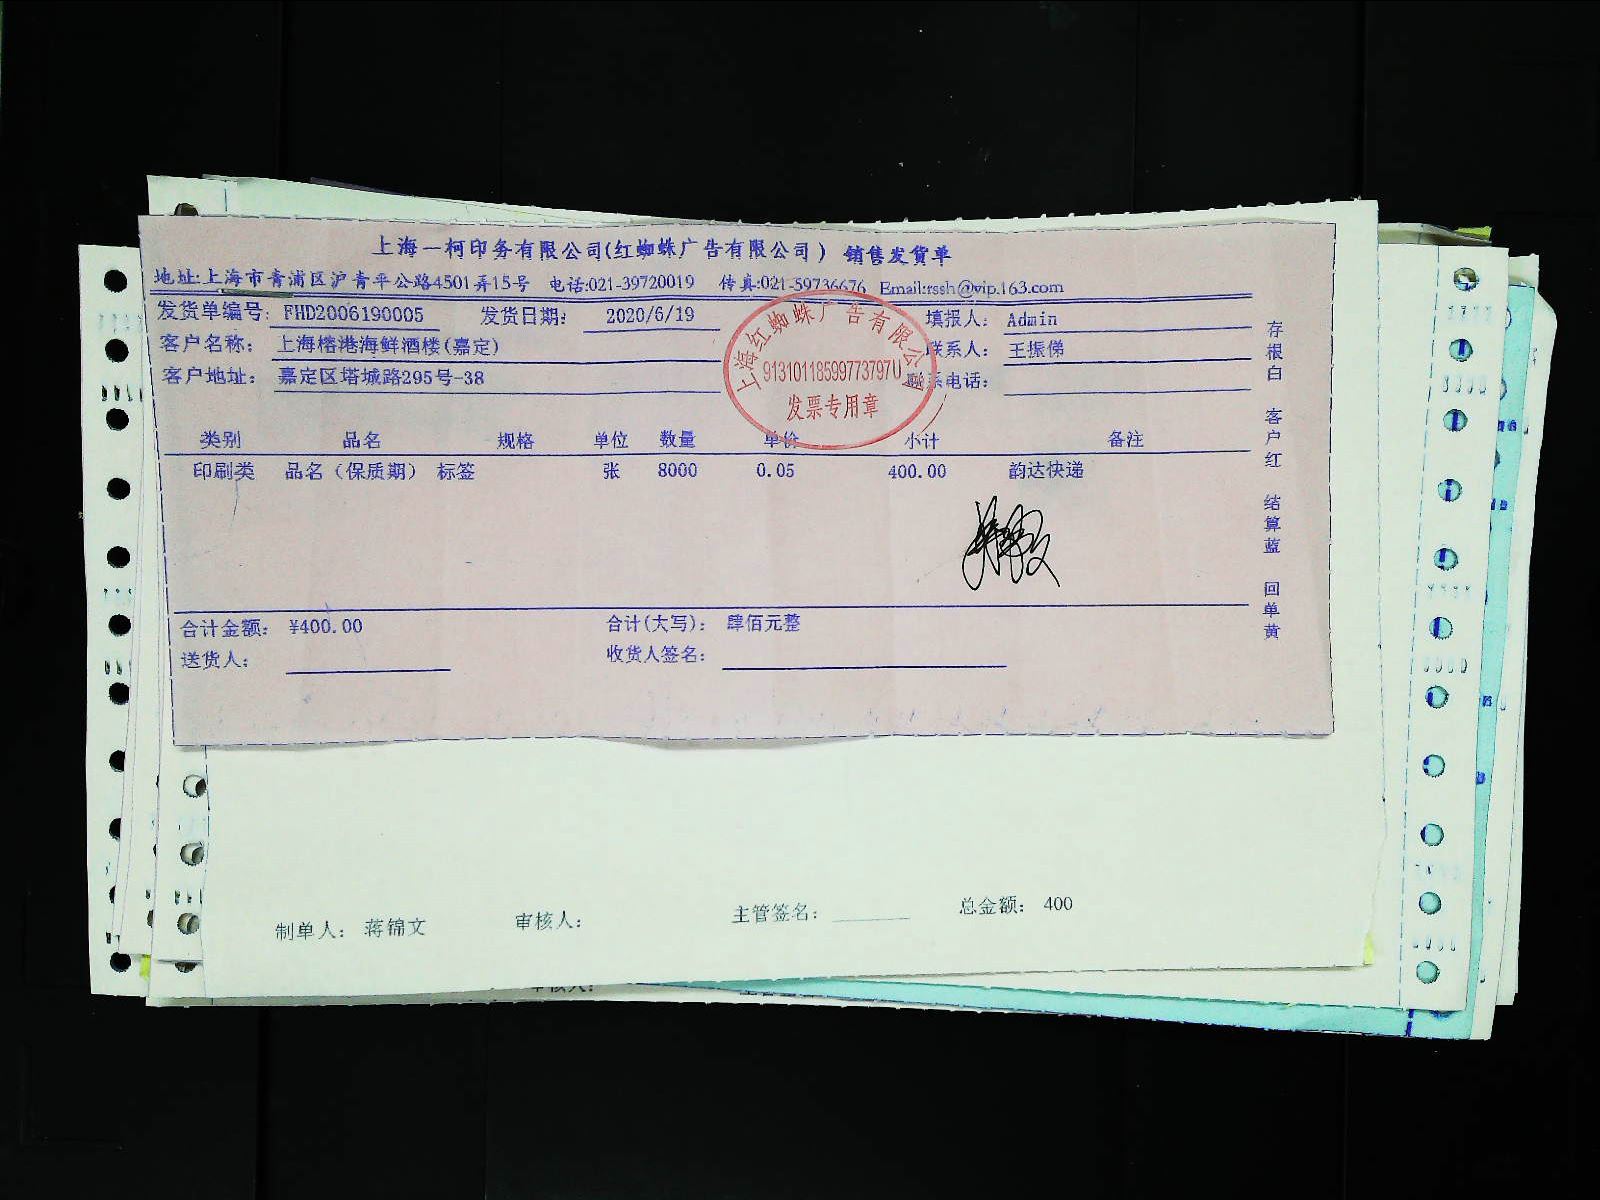 上海一柯印务有限公司(红蜘蛛广告有限公司) 销售发货单
地址:上海市青浦区沪青平公路4501弄15号 电话:021-39720019 传真:021-59736676 Email:rssh@vip.163.com
发货单编号: FHD2006190005 发货日期: 2020/6/19 填报人: Admin
客户名称: 上海榕港海鲜酒楼(嘉定) 联系人: 王振俤
客户地址: 嘉定区塔城路295号-38 联系电话:
上海红蜘蛛广告有限公司
91310118599773797U
发票专用章
类别 品名 规格 单位 数量 单价 小计 备注
印刷类 品名（保质期） 标签 张 8000 0.05 400.00 韵达快递
合计金额: ¥400.00 合计(大写): 肆佰元整
送货人: 收货人签名:
存根白 客户红 结算蓝 回单黄
制单人: 蒋锦文 审核人: 主管签名: 总金额: 400
审核人: